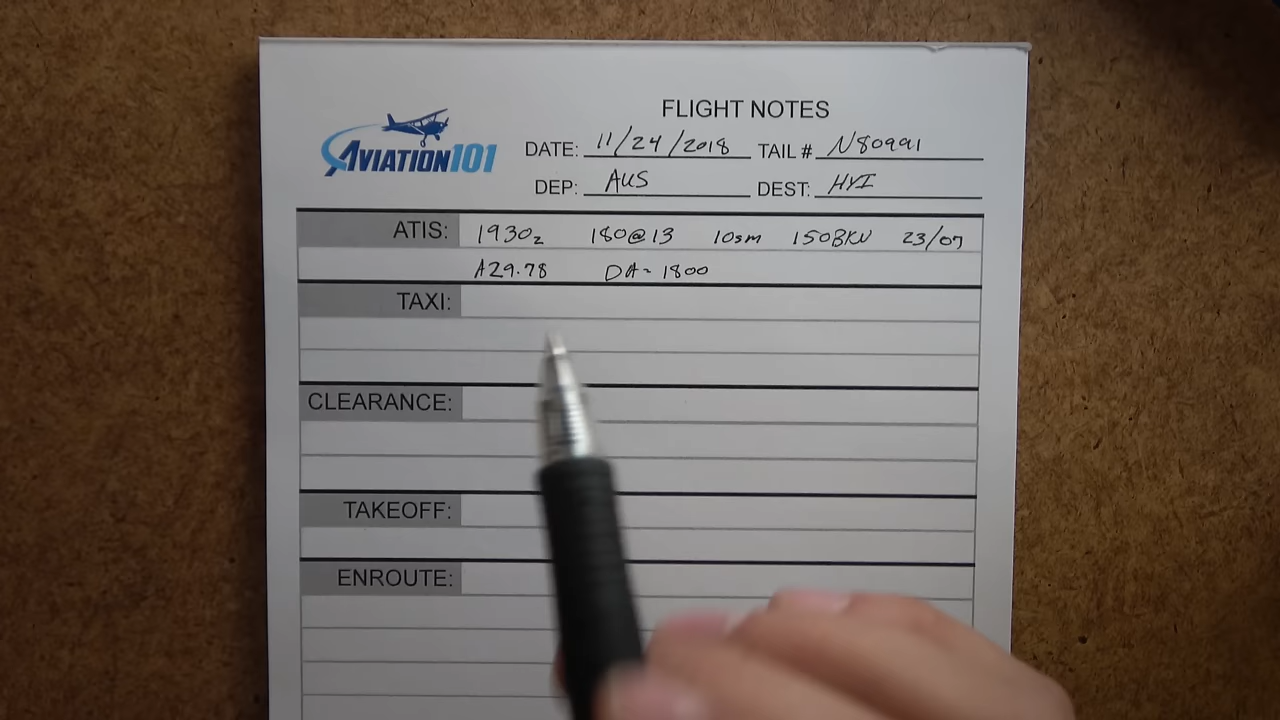 FLIGHT NOTES
AVIATION101
DATE: 11/24/2018 TAIL # N80991
DEP: AUS DEST: HYI
ATIS: 1930z 180@13 10sm 150BKN 23/07
A29.78 DA~1800
TAXI:
CLEARANCE:
TAKEOFF:
ENROUTE: